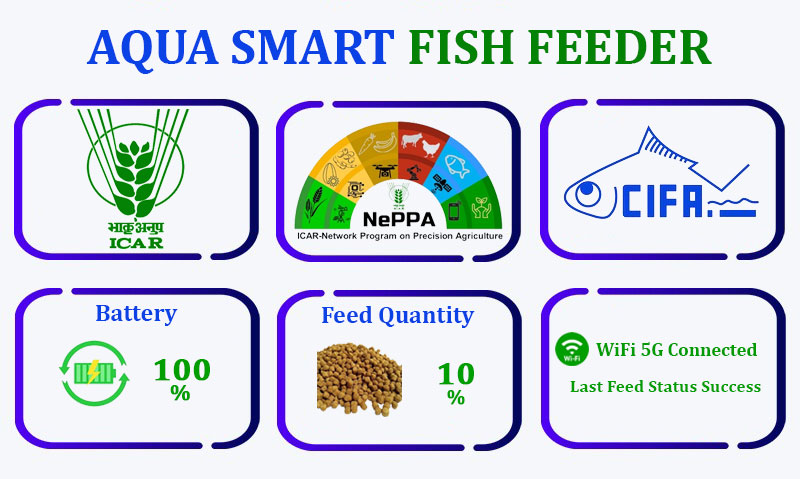 AQUA SMART FISH FEEDER
भाकृअनुप
ICAR
NePPA
ICAR-Network Program on Precision Agriculture
CIFA.
Battery
100
%
Feed Quantity
10
%
Wi-Fi
WiFi 5G Connected
Last Feed Status Success